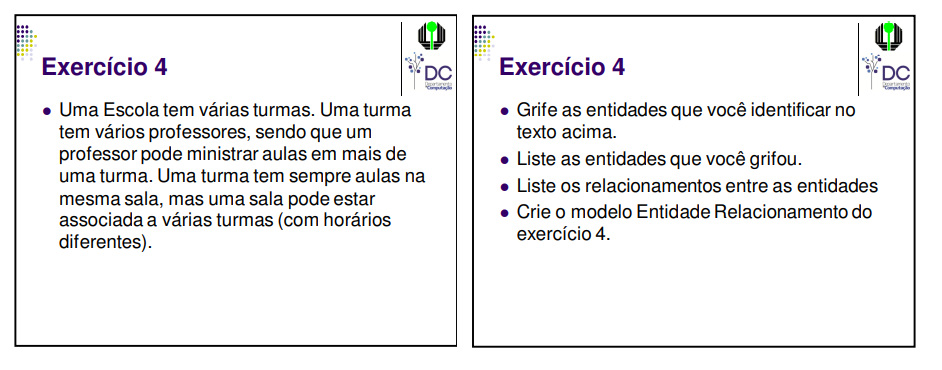 Exercício 4
DC
Departamento
de Computação
● Uma Escola tem várias turmas. Uma turma
tem vários professores, sendo que um
professor pode ministrar aulas em mais de
uma turma. Uma turma tem sempre aulas na
mesma sala, mas uma sala pode estar
associada a várias turmas (com horários
diferentes).
Exercício 4
DC
Departamento
de Computação
● Grife as entidades que você identificar no
texto acima.
● Liste as entidades que você grifou.
● Liste os relacionamentos entre as entidades
● Crie o modelo Entidade Relacionamento do
exercício 4.